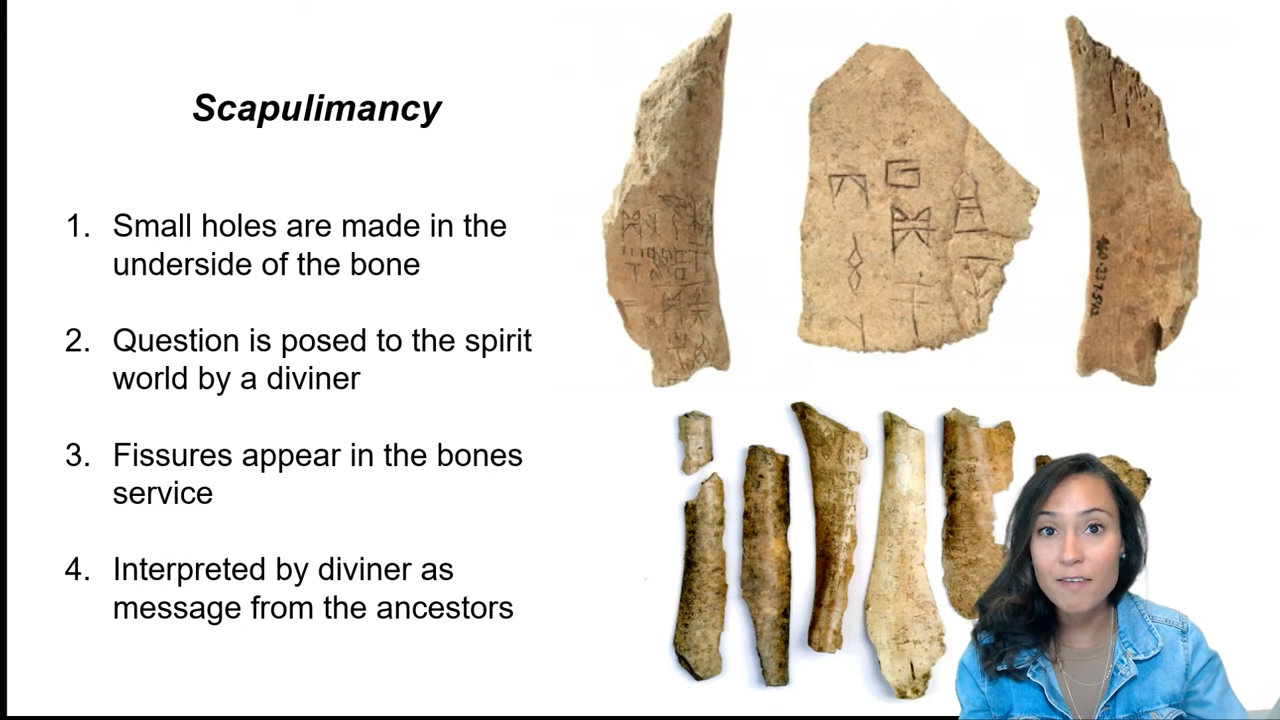 Scapulimancy
1. Small holes are made in the
underside of the bone
2. Question is posed to the spirit
world by a diviner
3. Fissures appear in the bones
service
4. Interpreted by diviner as
message from the ancestors